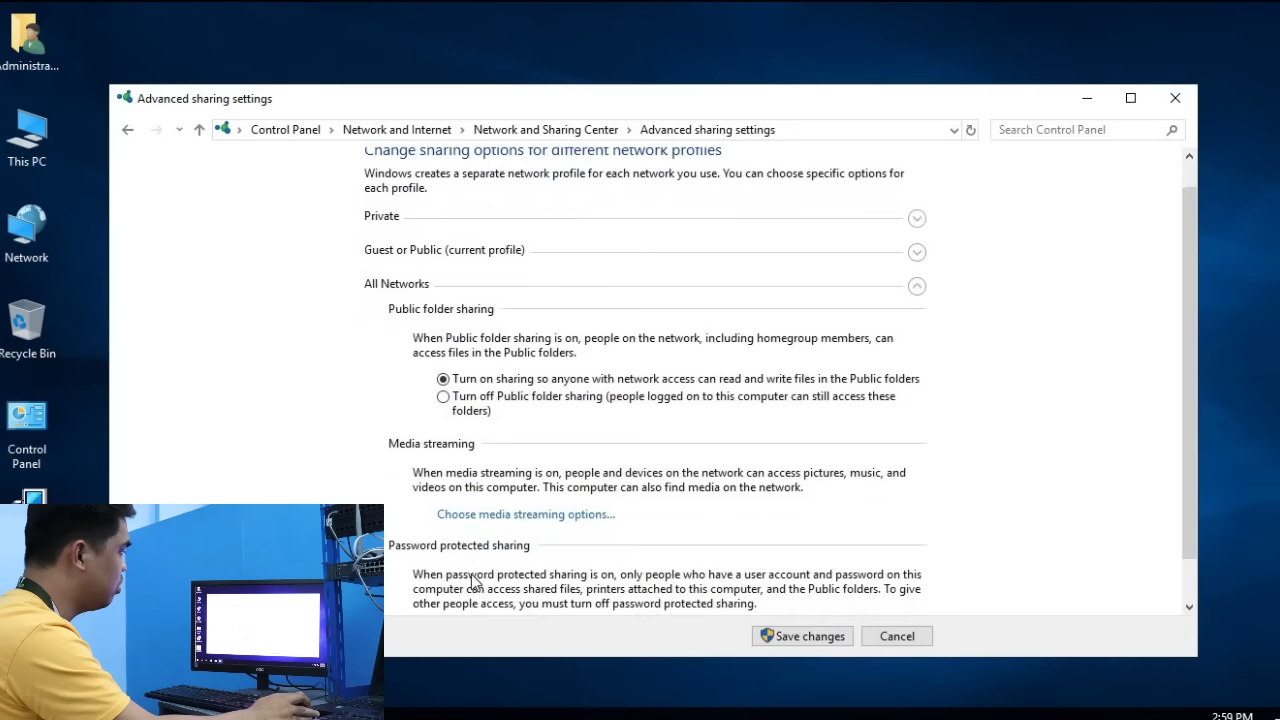 Administra...
This PC
Network
Recycle Bin
Control
Panel
Advanced sharing settings
Control Panel
Network and Internet
Network and Sharing Center
Advanced sharing settings
Search Control Panel
Change sharing options for different network profiles
Windows creates a separate network profile for each network you use. You can choose specific options for
each profile.
Private
Guest or Public (current profile)
All Networks
Public folder sharing
When Public folder sharing is on, people on the network, including homegroup members, can
access files in the Public folders.
Turn on sharing so anyone with network access can read and write files in the Public folders
Turn off Public folder sharing (people logged on to this computer can still access these
folders)
Media streaming
When media streaming is on, people and devices on the network can access pictures, music, and
videos on this computer. This computer can also find media on the network.
Choose media streaming options...
Password protected sharing
When password protected sharing is on, only people who have a user account and password on this
computer can access shared files, printers attached to this computer, and the Public folders. To give
other people access, you must turn off password protected sharing.
Save changes
Cancel
AOC
2:59 PM